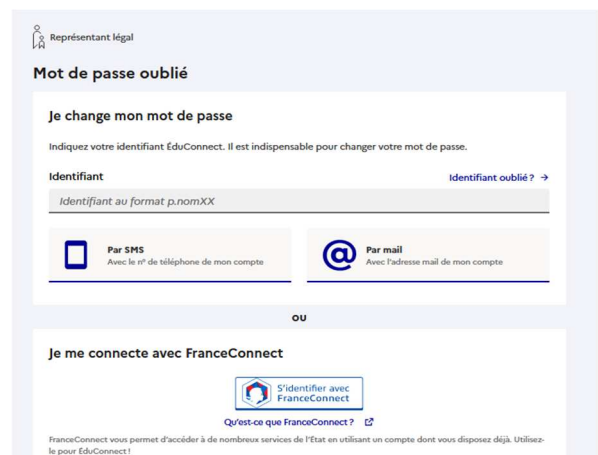 Représentant légal
Mot de passe oublié
Je change mon mot de passe
Indiquez votre identifiant ÉduConnect. Il est indispensable pour changer votre mot de passe.
Identifiant
Identifiant oublié ? →
Identifiant au format p.nomXX
Par SMS
Avec le n° de téléphone de mon compte
@
Par mail
Avec l'adresse mail de mon compte
ou
Je me connecte avec FranceConnect
S'identifier avec
FranceConnect
Qu'est-ce que FranceConnect ?
FranceConnect vous permet d'accéder à de nombreux services de l'État en utilisant un compte dont vous disposez déjà. Utilisez-
le pour ÉduConnect !